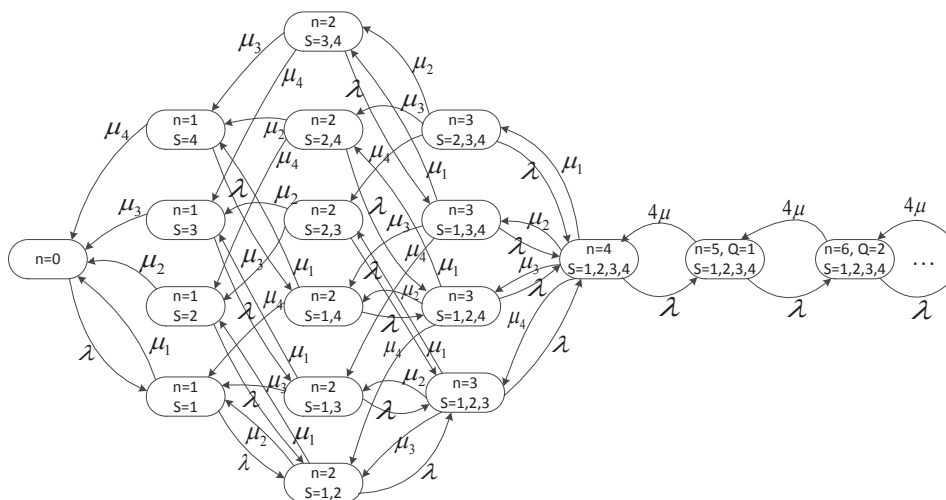 n=2
S=3,4
μ₃
μ₂
μ₄
λ
μ₃
n=1
S=4
n=2
S=2,4
n=3
S=2,3,4
μ₄
μ₂
μ₄
μ₄
λ
μ₁
μ₁
λ
λ
μ₂
n=1
S=3
n=2
S=2,3
n=3
S=1,3,4
μ₃
μ₃
μ₂
4μ
4μ
4μ
λ
n=0
μ₂
μ₃
μ₁
λ
μ₄
μ₁
μ₃
λ
n=4
S=1,2,3,4
n=5, Q=1
S=1,2,3,4
n=6, Q=2
S=1,2,3,4
...
n=1
S=2
μ₄
n=2
S=1,4
μ₂
n=3
S=1,2,4
λ
λ
λ
λ
μ₄
λ
μ₁
μ₁
μ₄
μ₁
λ
n=1
S=1
μ₃
λ
n=2
S=1,3
μ₂
λ
n=3
S=1,2,3
μ₂
μ₁
λ
μ₃
λ
n=2
S=1,2